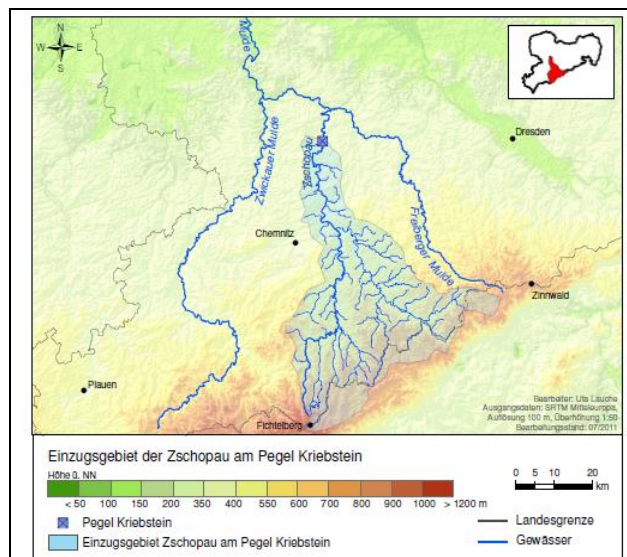 N
W E
S
Mulde
Dresden
Zwickauer Mulde
Zschopau
Freiberger Mulde
Chemnitz
Zinnwald
Plauen
Fichtelberg
Bearbeiter: Uta Lauche
Ausgangsdaten: SRTM Mitteleuropa,
Auflösung 100 m, Überhöhung 1:50
Bearbeitungsstand: 07/2011
Einzugsgebiet der Zschopau am Pegel Kriebstein
Höhe ü. NN
< 50 100 150 200 350 400 550 600 700 800 900 1000 > 1200 m
0 5 10 20
km
Pegel Kriebstein
Einzugsgebiet Zschopau am Pegel Kriebstein
Landesgrenze
Gewässer